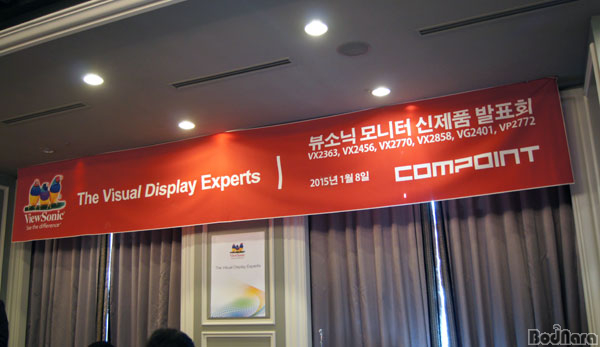 뷰소닉 모니터 신제품 발표회
VX2363, VX2456, VX2770, VX2858, VG2401, VP2772
The Visual Display Experts
2015년 1월 8일
COMPOINT
ViewSonic
See the difference
ViewSonic
The Visual Display Experts
BodNara